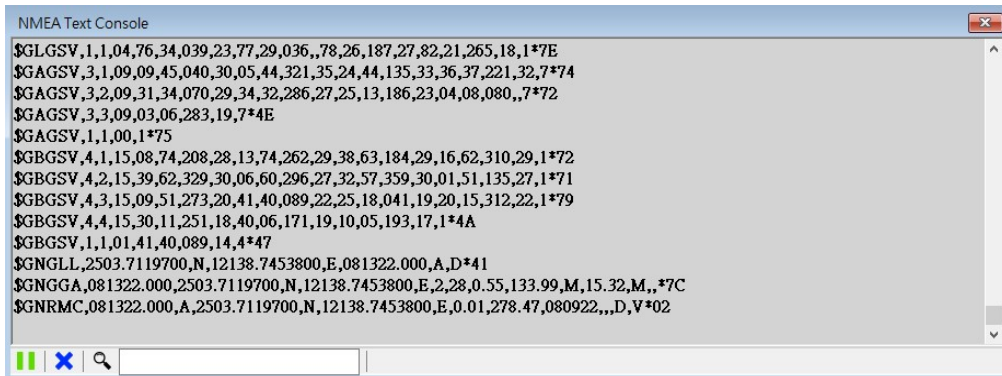 NMEA Text Console
$GLGSV,1,1,04,76,34,039,23,77,29,036,,78,26,187,27,82,21,265,18,1*7E
$GAGSV,3,1,09,09,45,040,30,05,44,321,35,24,44,135,33,36,37,221,32,7*74
$GAGSV,3,2,09,31,34,070,29,34,32,286,27,25,13,186,23,04,08,080,,7*72
$GAGSV,3,3,09,03,06,283,19,7*4E
$GAGSV,1,1,00,1*75
$GBGSV,4,1,15,08,74,208,28,13,74,262,29,38,63,184,29,16,62,310,29,1*72
$GBGSV,4,2,15,39,62,329,30,06,60,296,27,32,57,359,30,01,51,135,27,1*71
$GBGSV,4,3,15,09,51,273,20,41,40,089,22,25,18,041,19,20,15,312,22,1*79
$GBGSV,4,4,15,30,11,251,18,40,06,171,19,10,05,193,17,1*4A
$GBGSV,1,1,01,41,40,089,14,4*47
$GNGLL,2503.7119700,N,12138.7453800,E,081322.000,A,D*41
$GNGGA,081322.000,2503.7119700,N,12138.7453800,E,2,28,0.55,133.99,M,15.32,M,,*7C
$GNRMC,081322.000,A,2503.7119700,N,12138.7453800,E,0.01,278.47,080922,,,D,V*02